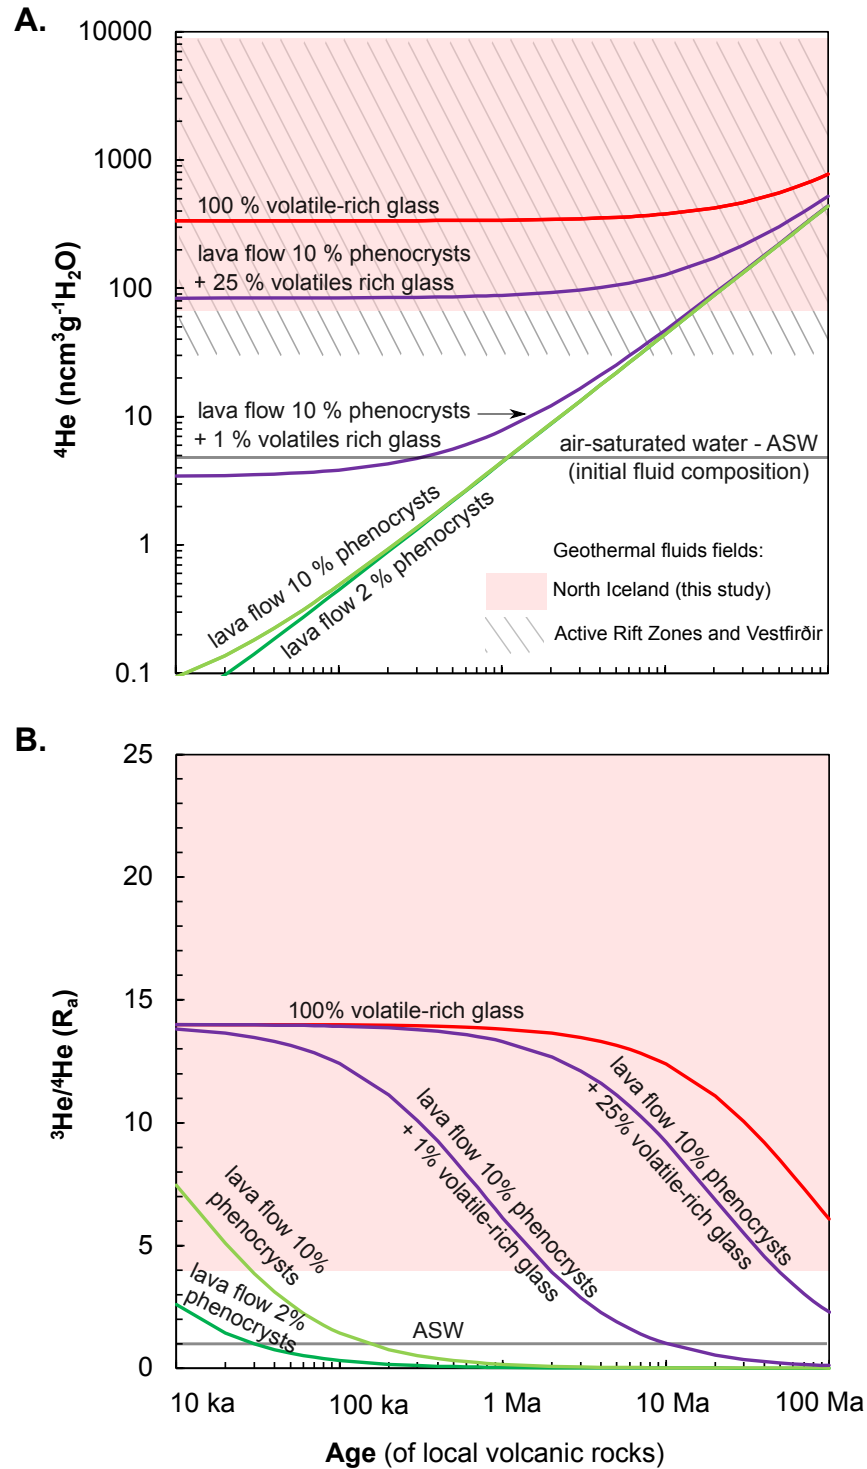 A.
10000
1000
100
10
1
0.1
⁴He (ncm³g⁻¹H₂O)
100 % volatile-rich glass
lava flow 10 % phenocrysts
+ 25 % volatiles rich glass
lava flow 10 % phenocrysts
+ 1 % volatiles rich glass
air-saturated water - ASW
(initial fluid composition)
lava flow 10 % phenocrysts
lava flow 2 % phenocrysts
Geothermal fluids fields:
North Iceland (this study)
Active Rift Zones and Vestfirðir
B.
25
20
15
10
5
0
³He/⁴He (Rₐ)
100% volatile-rich glass
lava flow 10% phenocrysts
+ 25% volatile-rich glass
lava flow 10% phenocrysts
+ 1% volatile-rich glass
lava flow 10%
phenocrysts
lava flow 2%
phenocrysts
ASW
10 ka
100 ka
1 Ma
10 Ma
100 Ma
Age (of local volcanic rocks)